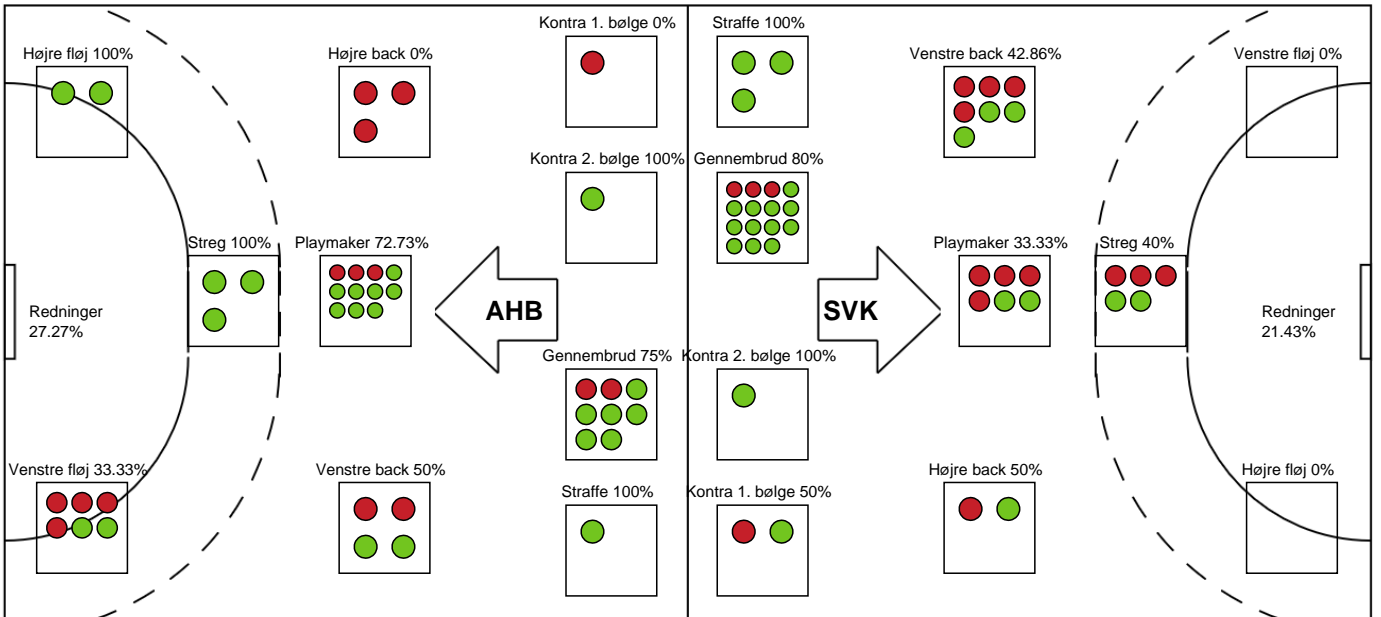 Kontra 1. bølge 0%
Straffe 100%
Højre fløj 100%
Højre back 0%
Venstre back 42.86%
Venstre fløj 0%
Kontra 2. bølge 100%
Gennembrud 80%
Streg 100%
Playmaker 72.73%
Playmaker 33.33%
Streg 40%
Redninger
27.27%
AHB
SVK
Redninger
21.43%
Gennembrud 75%
Kontra 2. bølge 100%
Venstre fløj 33.33%
Venstre back 50%
Højre back 50%
Højre fløj 0%
Straffe 100%
Kontra 1. bølge 50%